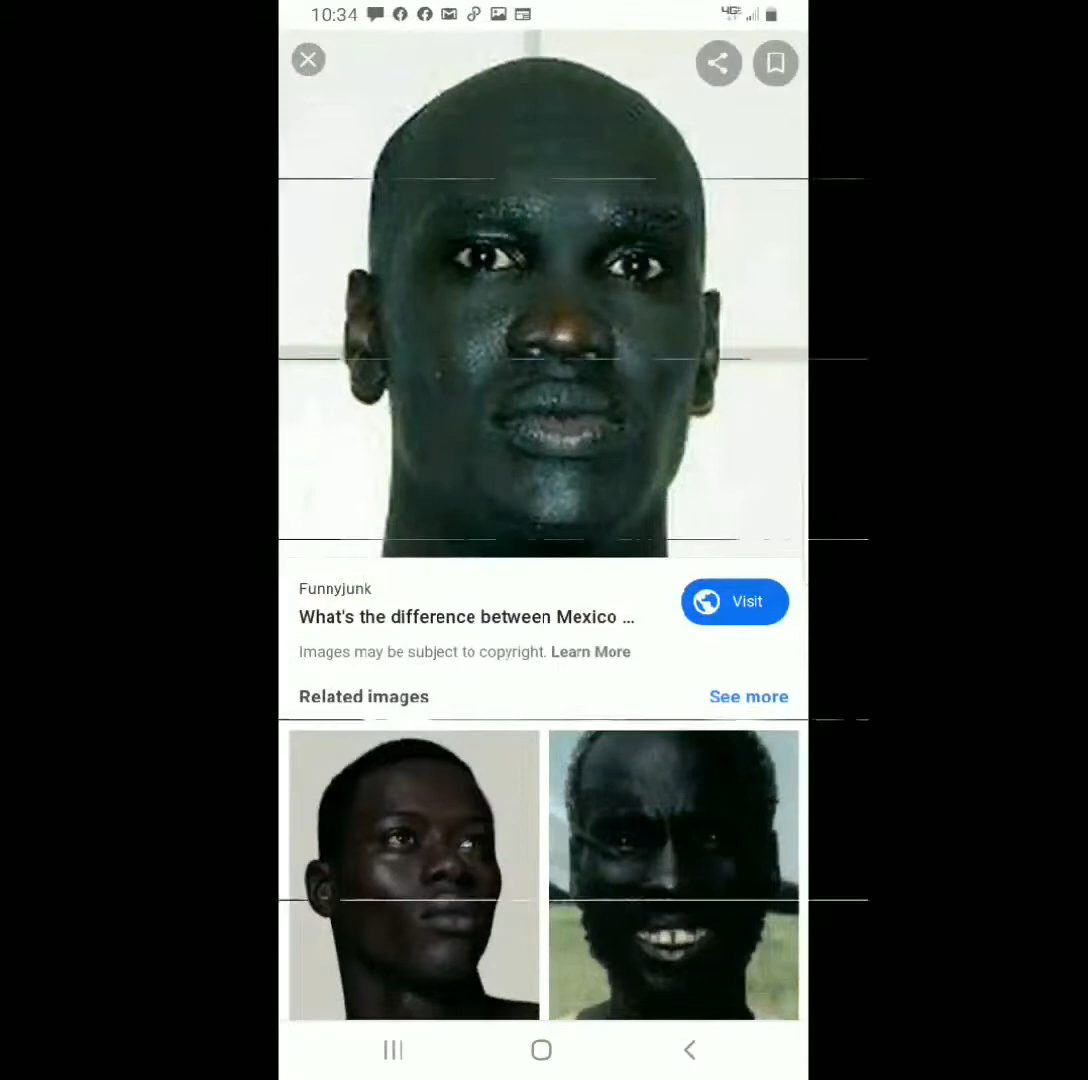 10:34
4GE
Funnyjunk
What's the difference between Mexico ...
Visit
Images may be subject to copyright. Learn More
Related images
See more